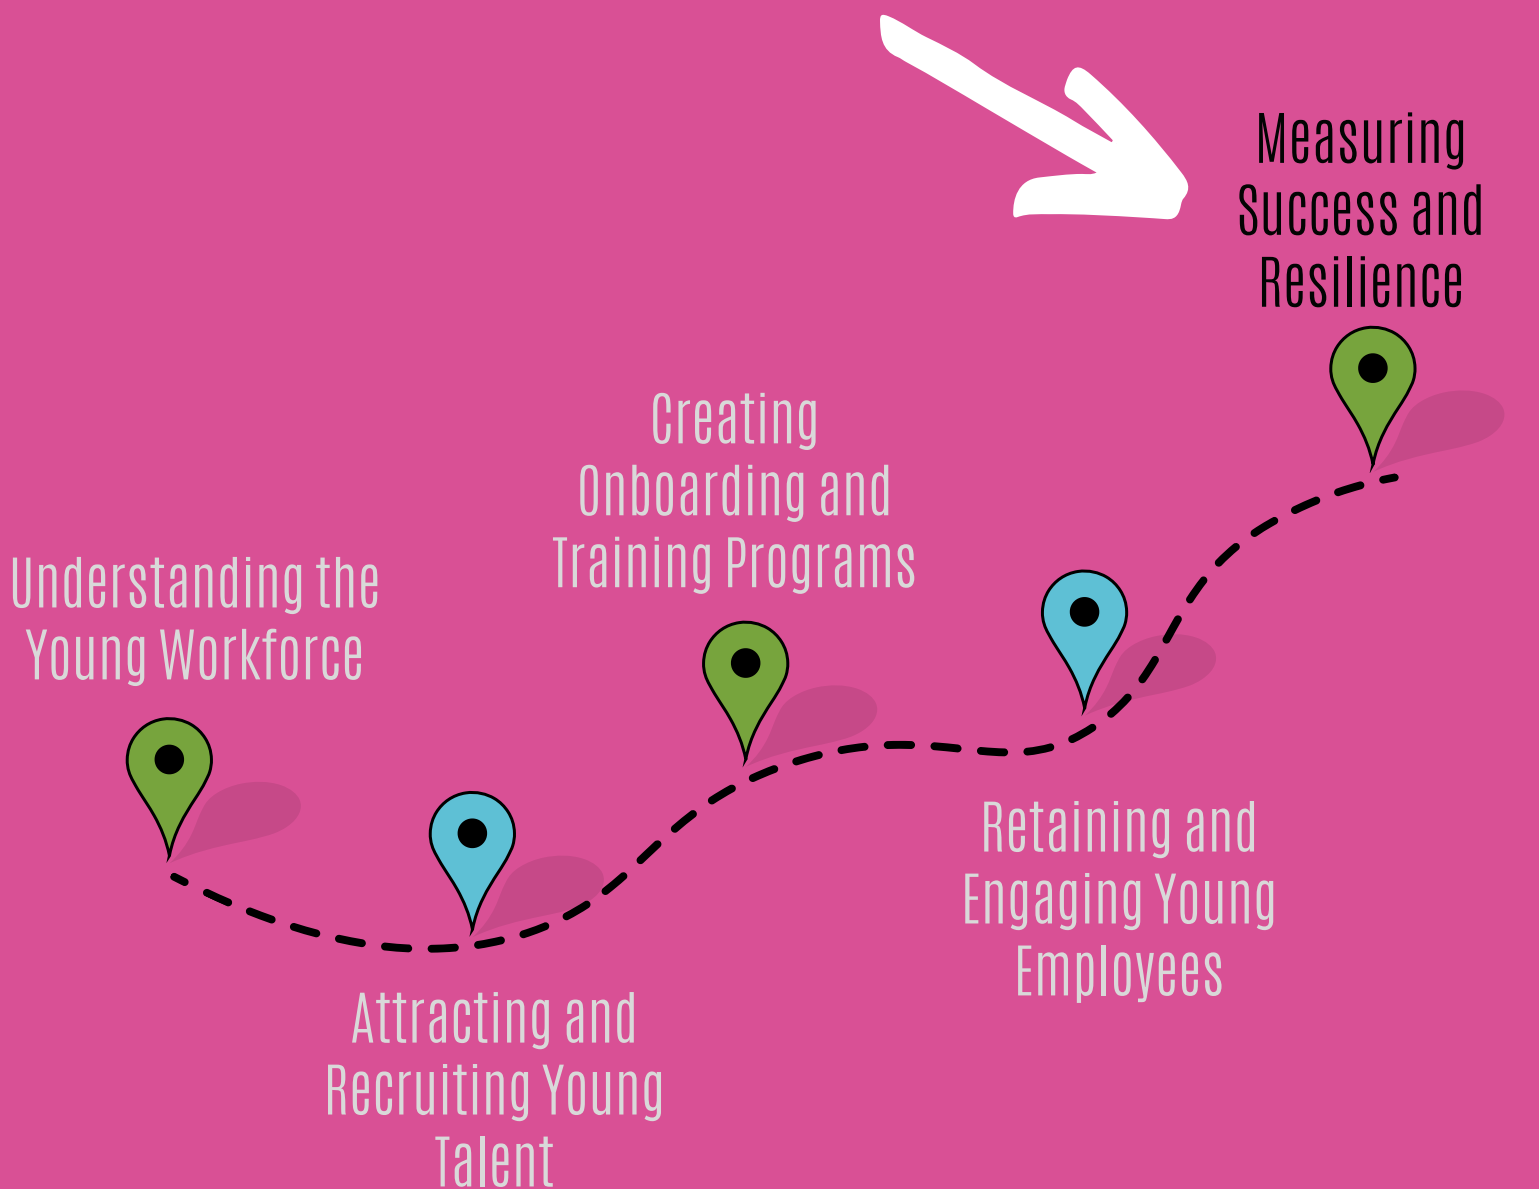 Understanding the
Young Workforce
Attracting and
Recruiting Young
Talent
Creating
Onboarding and
Training Programs
Retaining and
Engaging Young
Employees
Measuring
Success and
Resilience